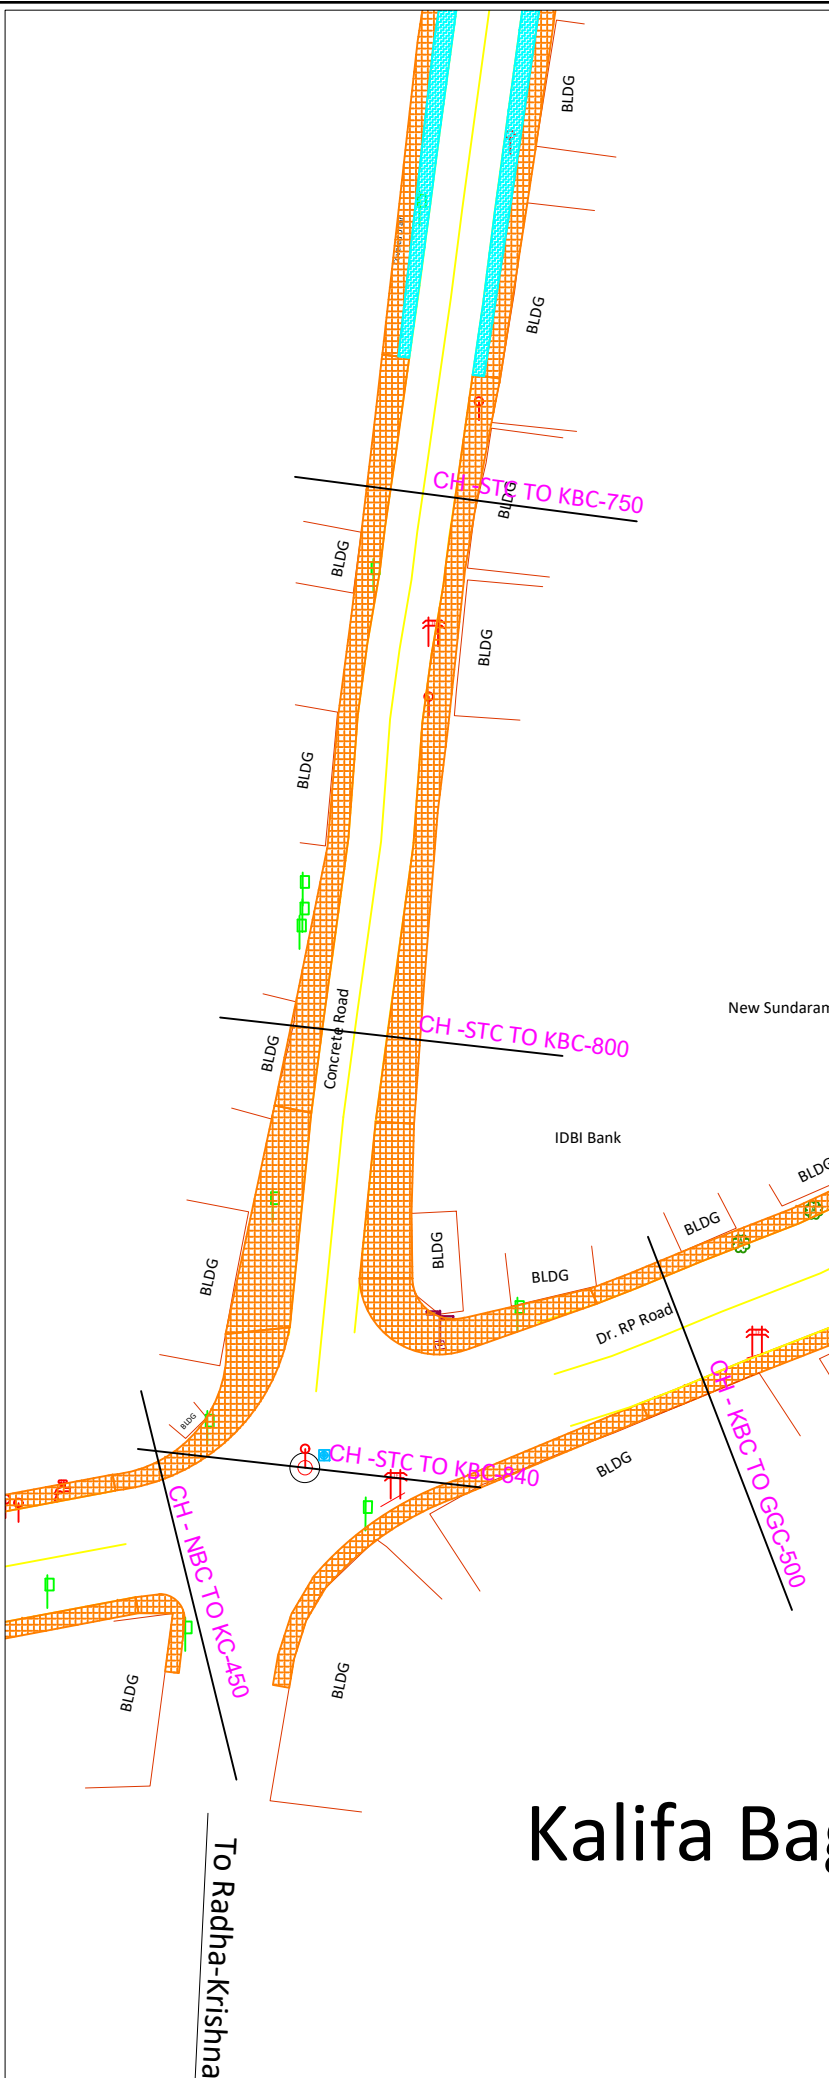 BLDG
BLDG
CH -STC TO KBC-750
BLDG
BLDG
BLDG
BLDG
New Sundaram
Concrete Road
CH -STC TO KBC-800
BLDG
IDBI Bank
BLDG
BLDG
BLDG
BLDG
BLDG
Dr. RP Road
BLDG
CH - KBC TO GGC-500
CH -STC TO KBC-840
BLDG
CH - NBC TO KC-450
BLDG
BLDG
Kalifa Bag
To Radha-Krishna